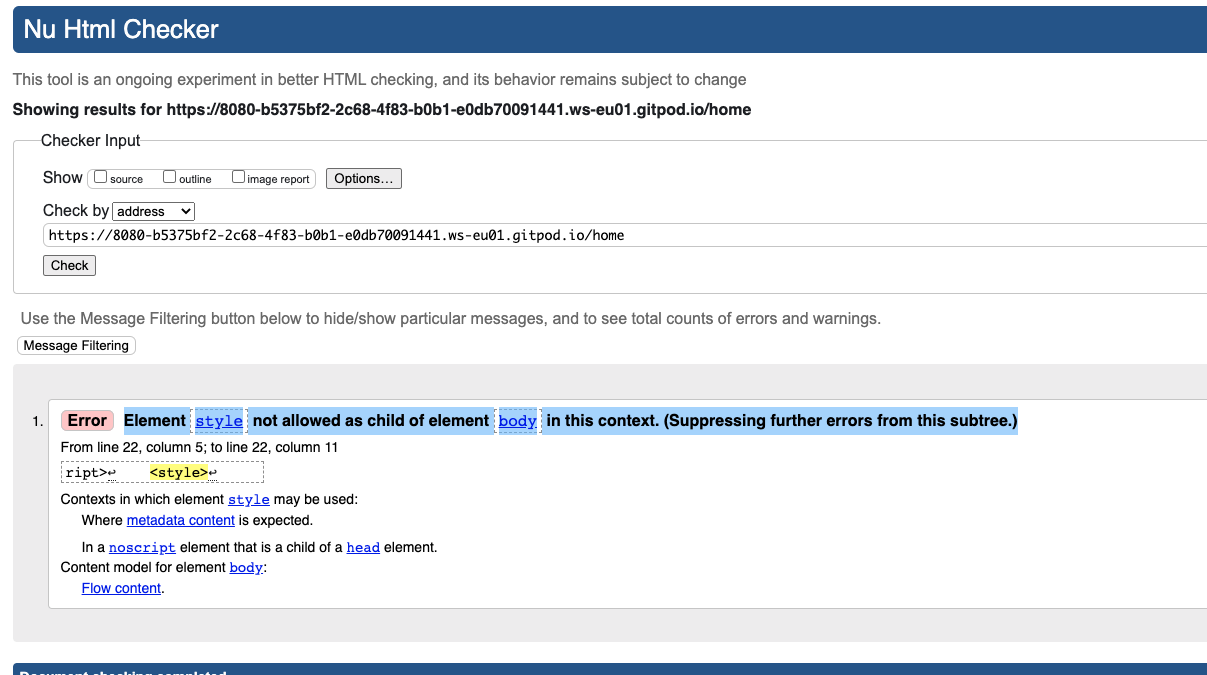 Nu Html Checker
This tool is an ongoing experiment in better HTML checking, and its behavior remains subject to change
Showing results for https://8080-b5375bf2-2c68-4f83-b0b1-e0db70091441.ws-eu01.gitpod.io/home
Checker Input
Show source outline image report Options…
Check by address
https://8080-b5375bf2-2c68-4f83-b0b1-e0db70091441.ws-eu01.gitpod.io/home
Check
Use the Message Filtering button below to hide/show particular messages, and to see total counts of errors and warnings.
Message Filtering
1. Error Element style not allowed as child of element body in this context. (Suppressing further errors from this subtree.)
From line 22, column 5; to line 22, column 11
ript>↩ <style>↩
Contexts in which element style may be used:
Where metadata content is expected.
In a noscript element that is a child of a head element.
Content model for element body:
Flow content.
Document checking completed.